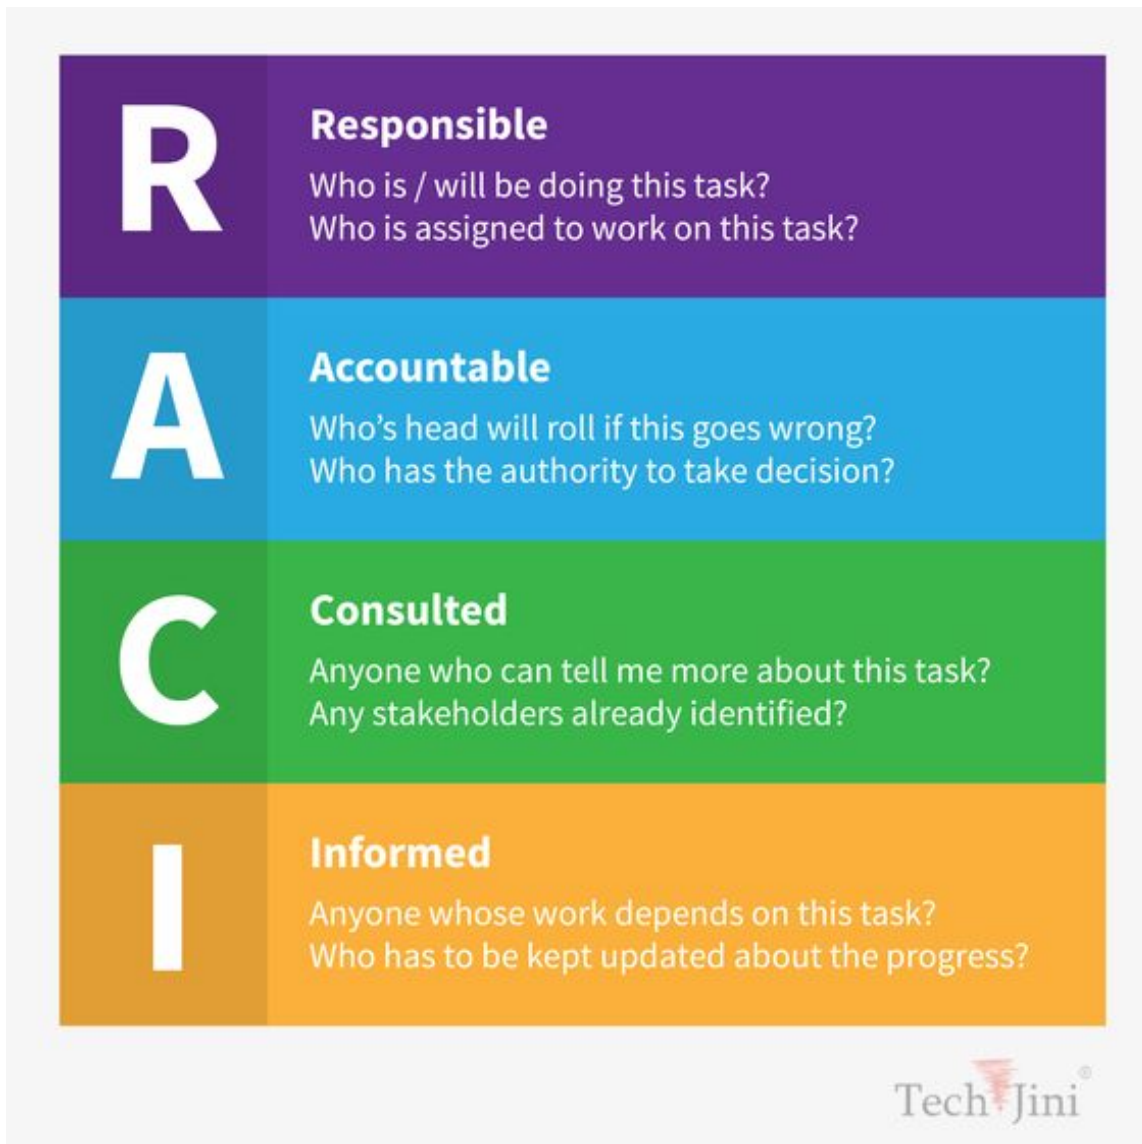 R
Responsible
Who is / will be doing this task?
Who is assigned to work on this task?
A
Accountable
Who's head will roll if this goes wrong?
Who has the authority to take decision?
C
Consulted
Anyone who can tell me more about this task?
Any stakeholders already identified?
I
Informed
Anyone whose work depends on this task?
Who has to be kept updated about the progress?
Tech Jini®